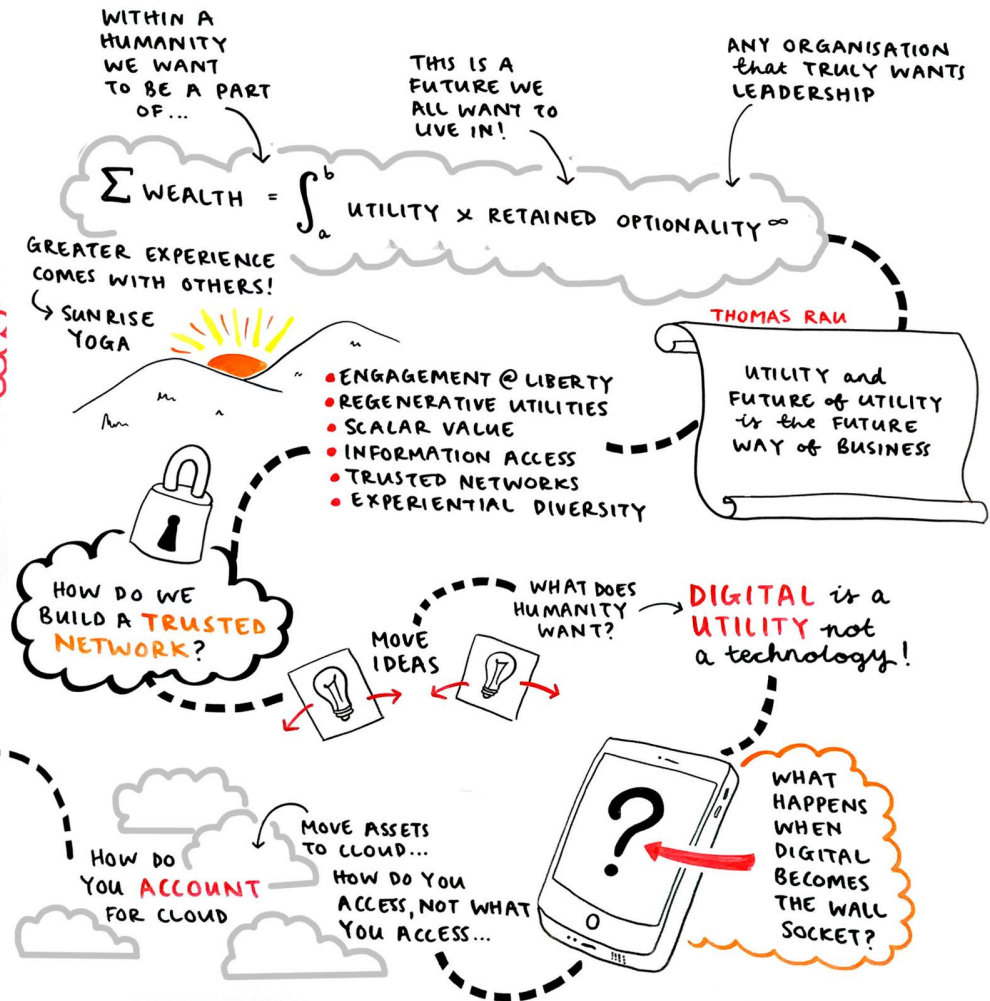 WITHIN A
HUMANITY
WE WANT
TO BE A PART
OF...
THIS IS A
FUTURE WE
ALL WANT TO
LIVE IN!
ANY ORGANISATION
that TRULY WANTS
LEADERSHIP
Σ WEALTH = ∫ₐᵇ UTILITY x RETAINED OPTIONALITY ∞
GREATER EXPERIENCE
COMES WITH OTHERS!
SUNRISE
YOGA
THOMAS RAU
UTILITY and
FUTURE of UTILITY
is the FUTURE
WAY of BUSINESS
• ENGAGEMENT @ LIBERTY
• REGENERATIVE UTILITIES
• SCALAR VALUE
• INFORMATION ACCESS
• TRUSTED NETWORKS
• EXPERIENTIAL DIVERSITY
HOW DO WE
BUILD A TRUSTED
NETWORK?
MOVE
IDEAS
WHAT DOES
HUMANITY
WANT?
DIGITAL is a
UTILITY not
a technology!
WHAT
HAPPENS
WHEN
DIGITAL
BECOMES
THE WALL
SOCKET?
?
MOVE ASSETS
TO CLOUD...
HOW DO YOU
ACCESS, NOT WHAT
YOU ACCESS...
HOW DO
YOU ACCOUNT
FOR CLOUD